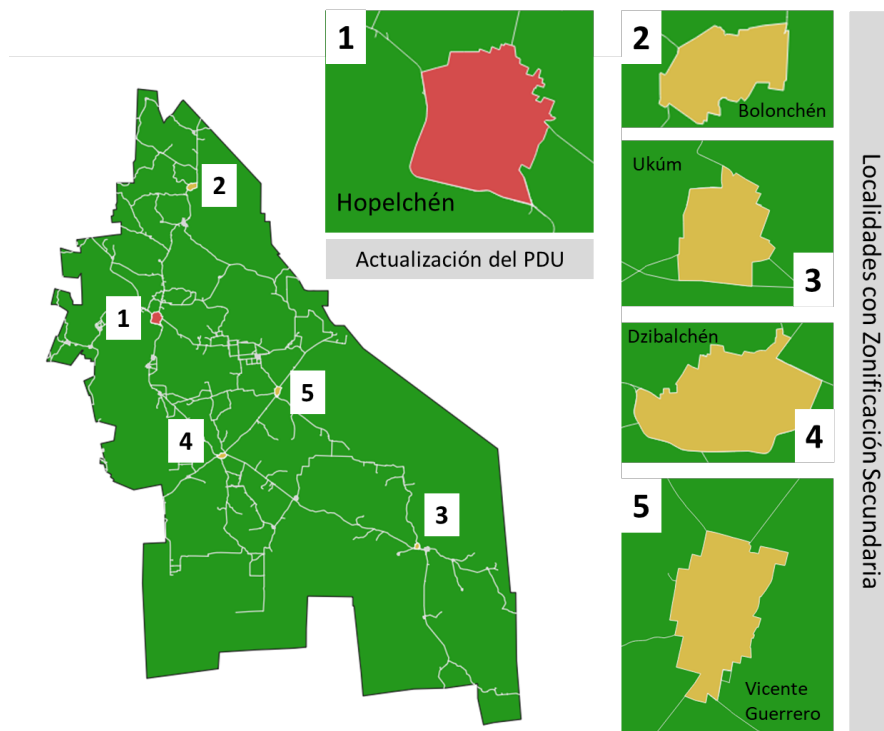 1
Hopelchén
Actualización del PDU
2
Bolonchén
Ukúm
3
Dzibalchén
4
5
Vicente
Guerrero
Localidades con Zonificación Secundaria
2
1
5
4
3